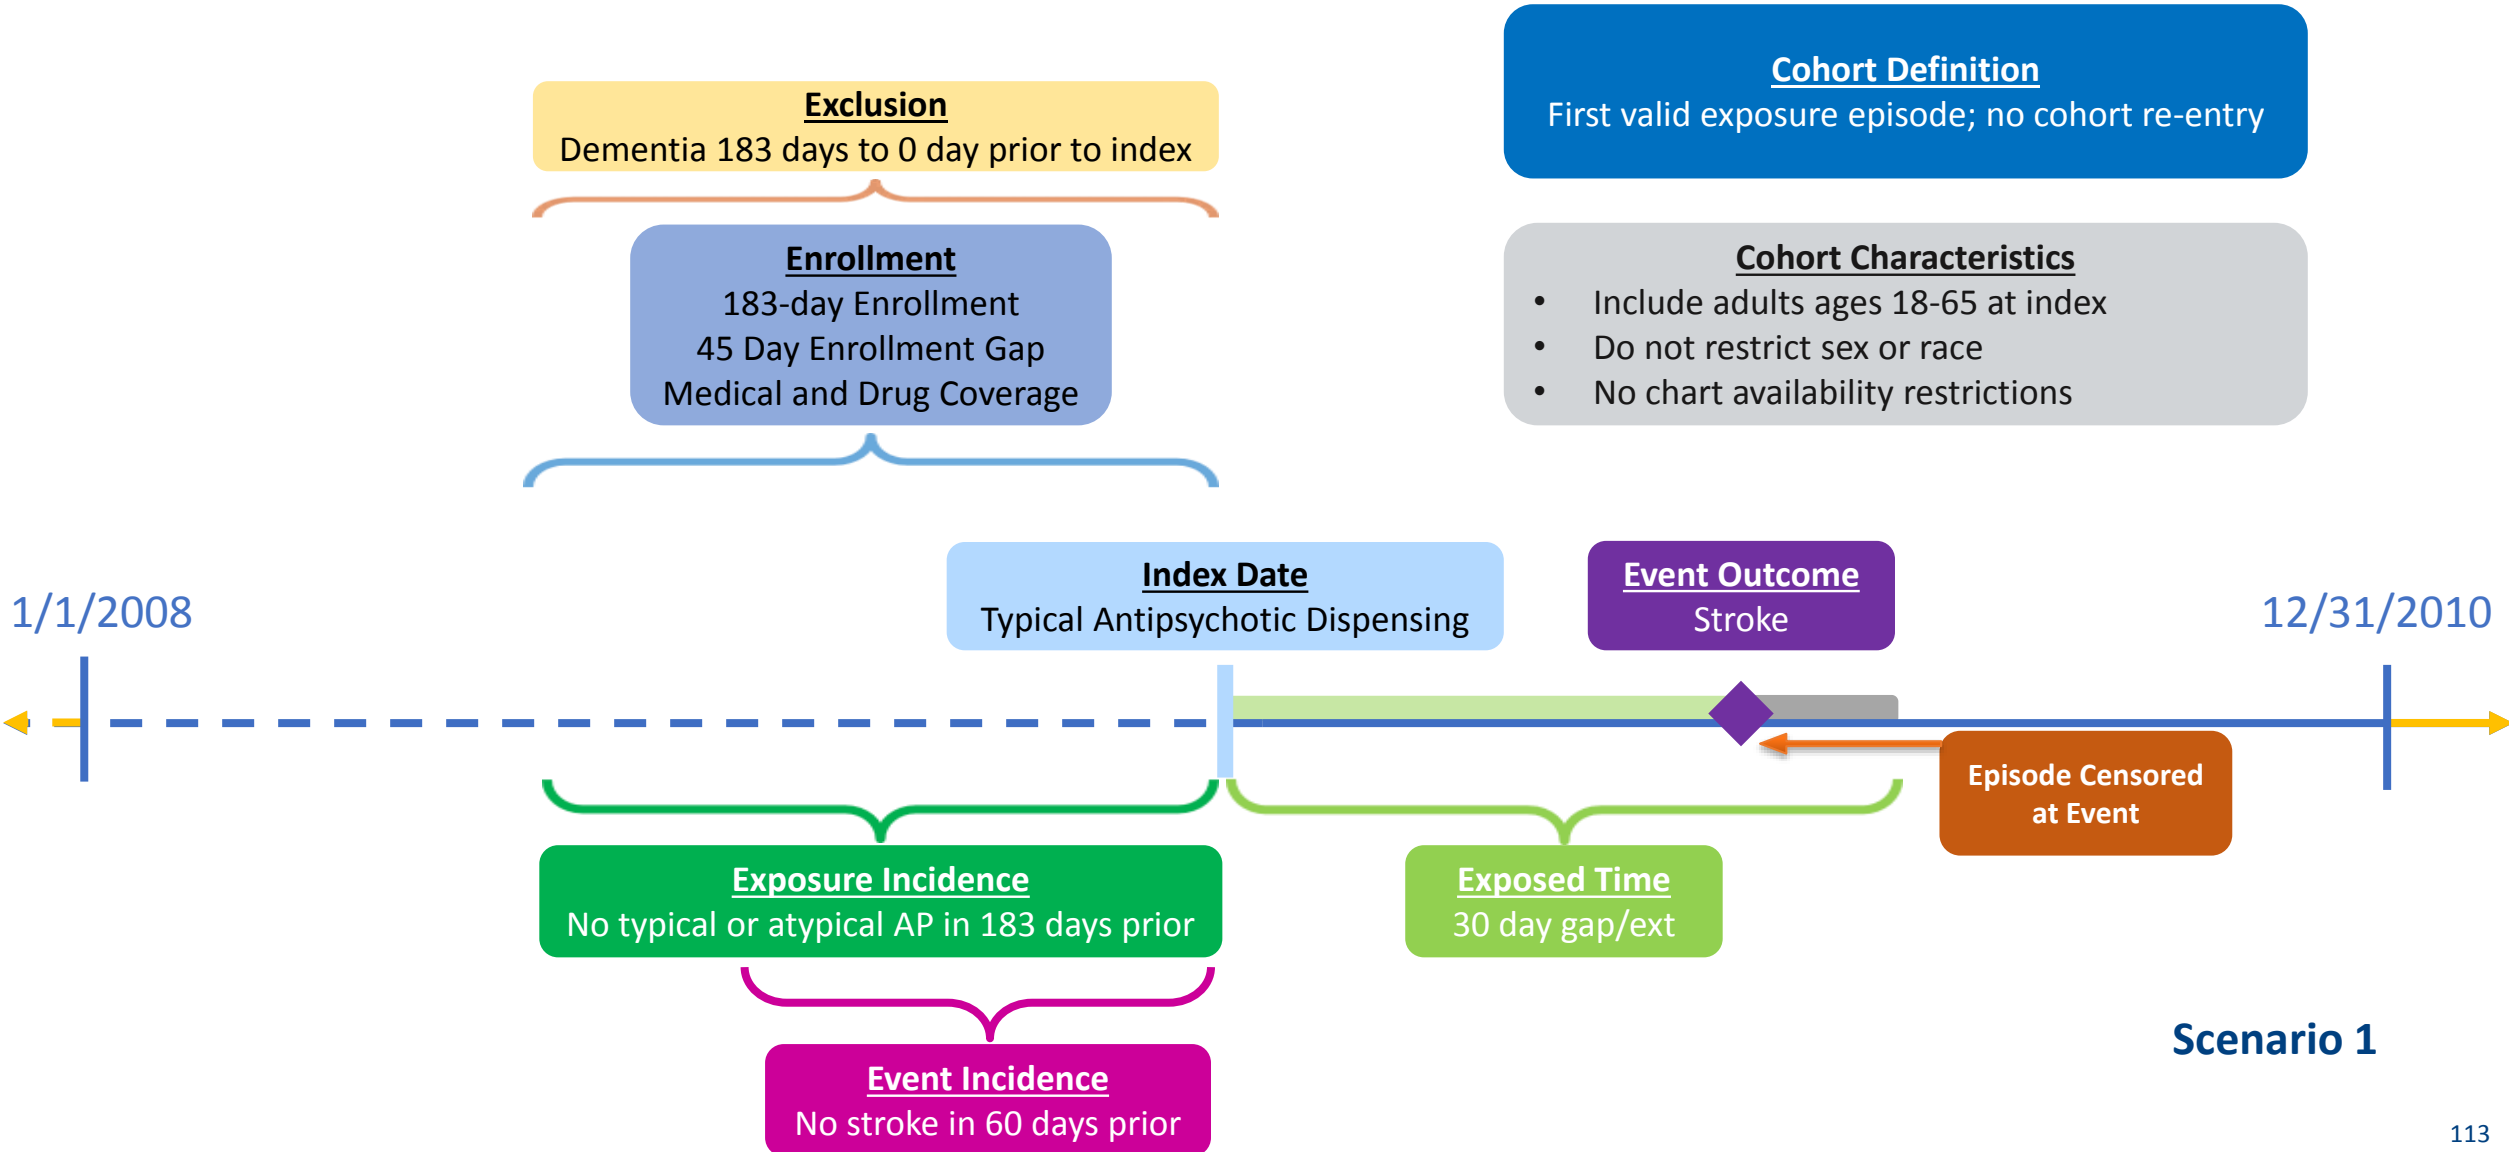 Cohort Definition
First valid exposure episode; no cohort re-entry
Exclusion
Dementia 183 days to 0 day prior to index
Enrollment
183-day Enrollment
45 Day Enrollment Gap
Medical and Drug Coverage
Cohort Characteristics
• Include adults ages 18-65 at index
• Do not restrict sex or race
• No chart availability restrictions
1/1/2008
Index Date
Typical Antipsychotic Dispensing
Event Outcome
Stroke
12/31/2010
Episode Censored
at Event
Exposure Incidence
No typical or atypical AP in 183 days prior
Exposed Time
30 day gap/ext
Event Incidence
No stroke in 60 days prior
Scenario 1
113